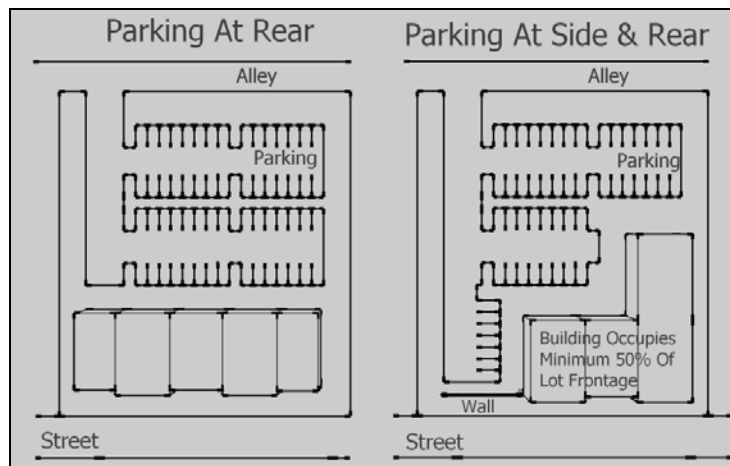 Parking At Rear
Alley
Parking
Street
Parking At Side & Rear
Alley
Parking
Building Occupies
Minimum 50% Of
Lot Frontage
Wall
Street